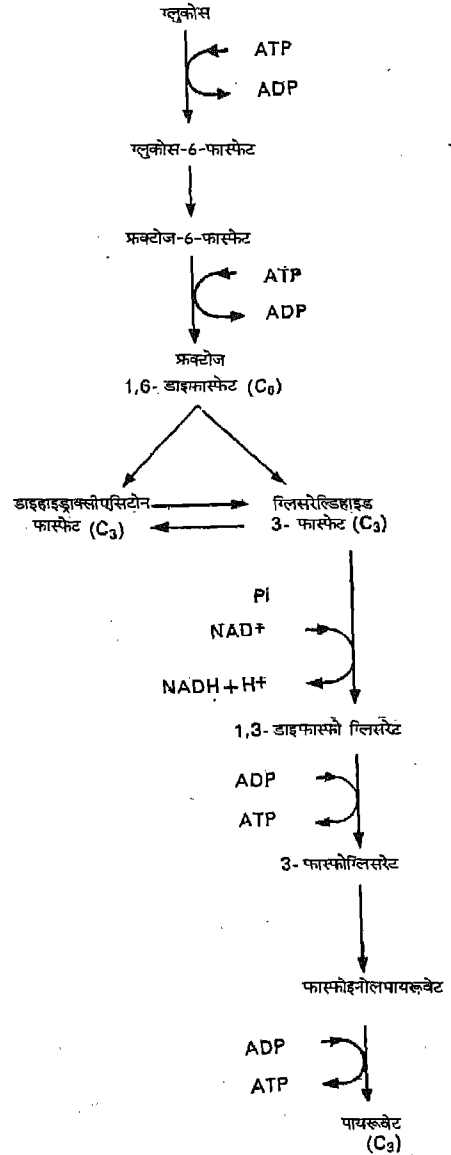 ग्लुकोस
ATP
ADP
ग्लुकोस-6-फास्फेट
फ्रक्टोज-6-फास्फेट
ATP
ADP
फ्रक्टोज
1,6- डाइफास्फेट (C₆)
डाइहाइड्राक्सीएसिटोन
फास्फेट (C₃)
ग्लिसरेल्डिहाइड
3- फास्फेट (C₃)
Pi
NAD+
NADH+H+
1,3- डाइफास्फो ग्लिसरेट
ADP
ATP
3- फास्फोग्लिसरेट
फास्फोइनोलपायरूवेट
ADP
ATP
पायरूवेट
(C₃)